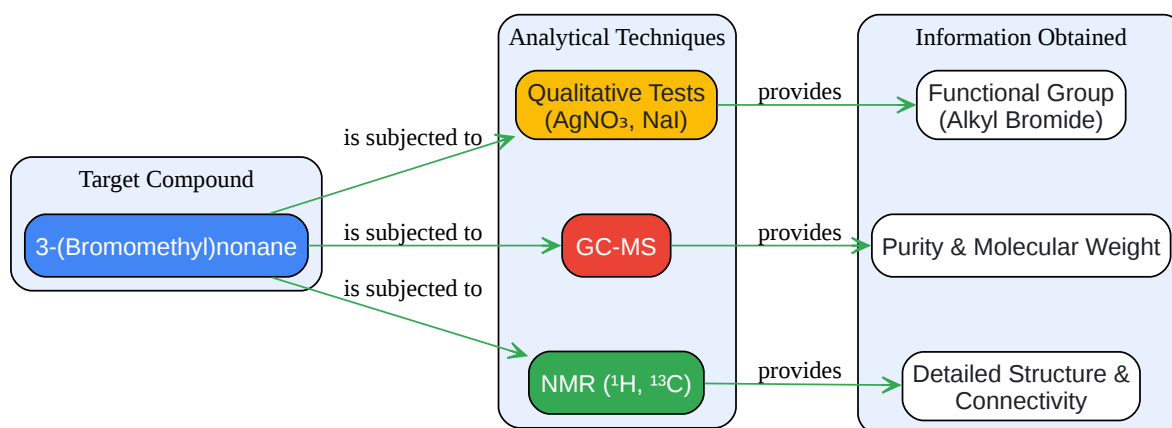 Analytical Techniques
Information Obtained
Qualitative Tests
(AgNO₃, NaI)
provides
Functional Group
(Alkyl Bromide)
is subjected to
Target Compound
3-(Bromomethyl)nonane
is subjected to
GC-MS
provides
Purity & Molecular Weight
is subjected to
NMR (¹H, ¹³C)
provides
Detailed Structure &
Connectivity